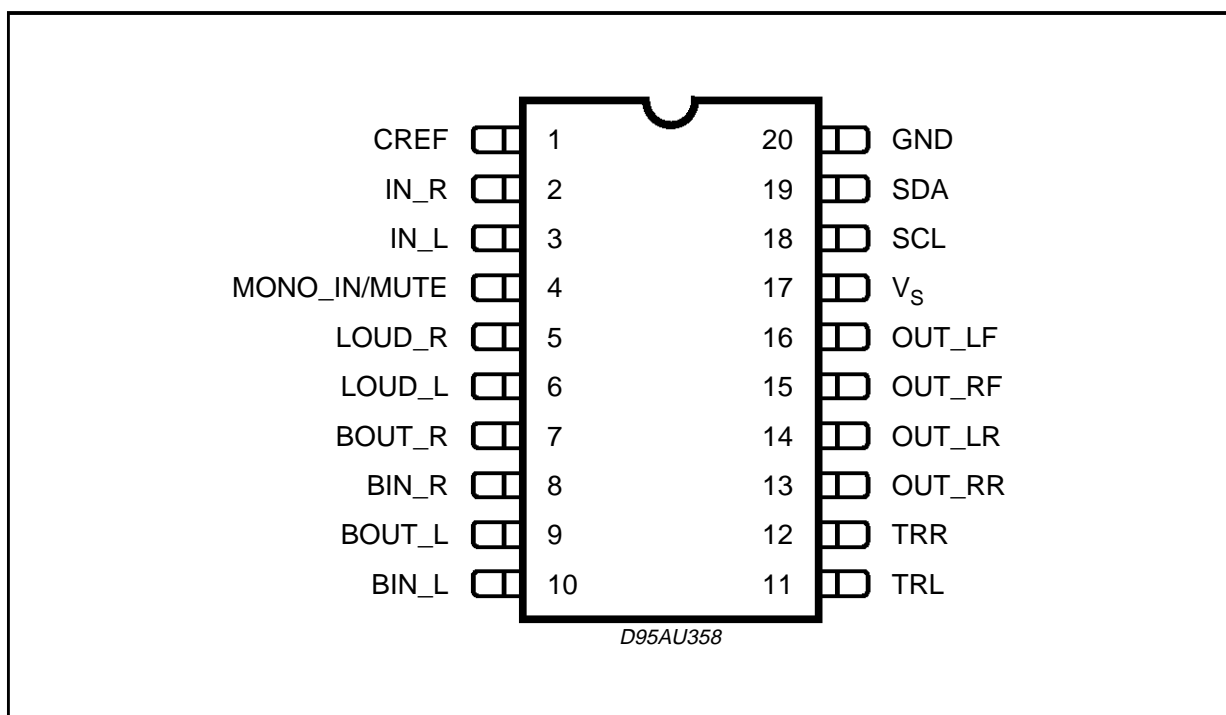 CREF 1 20 GND
IN_R 2 19 SDA
IN_L 3 18 SCL
MONO_IN/MUTE 4 17 VS
LOUD_R 5 16 OUT_LF
LOUD_L 6 15 OUT_RF
BOUT_R 7 14 OUT_LR
BIN_R 8 13 OUT_RR
BOUT_L 9 12 TRR
BIN_L 10 11 TRL
D95AU358